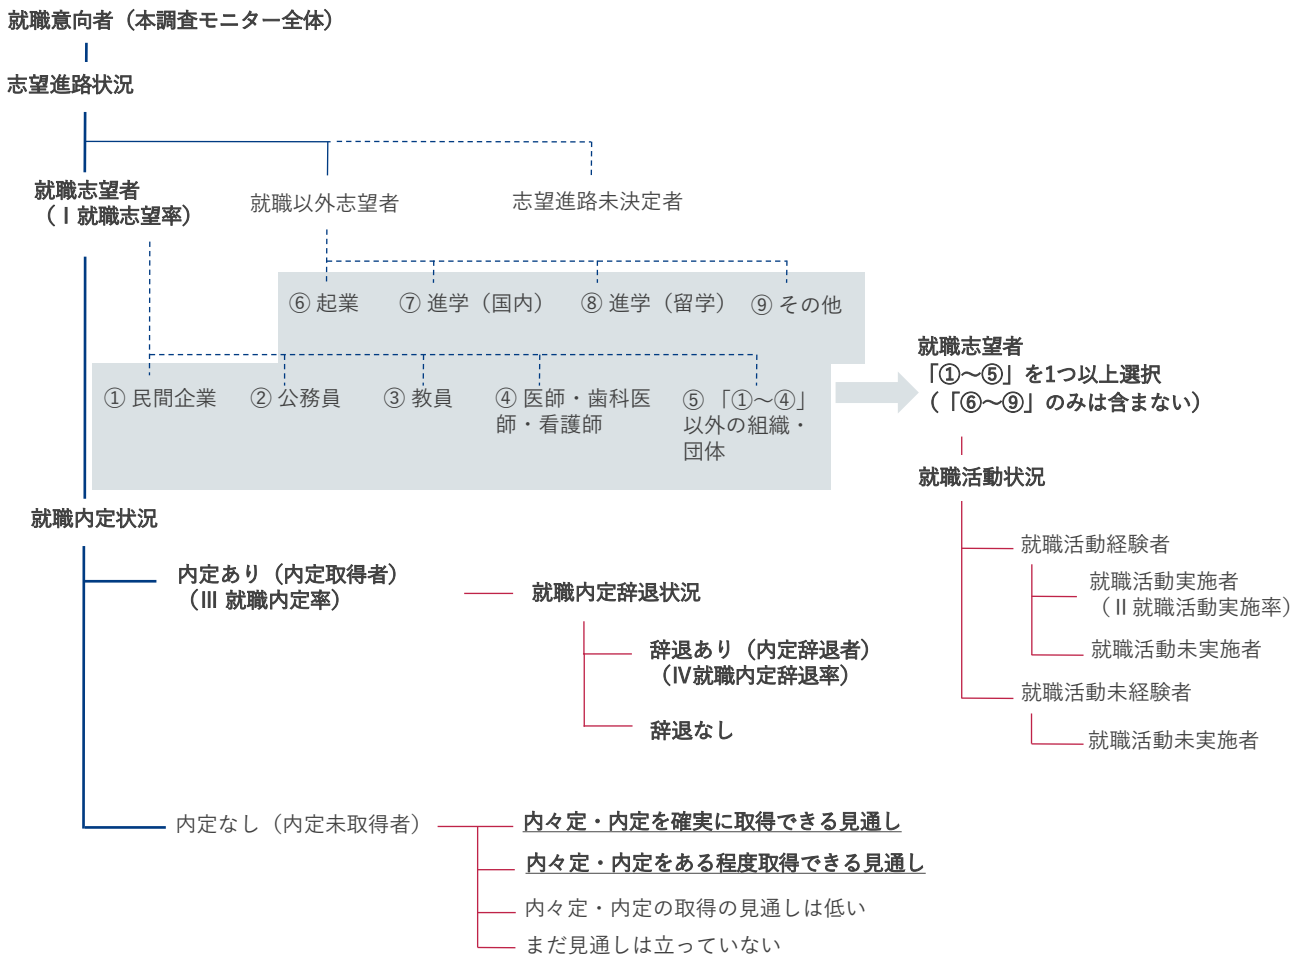 就職意向者（本調査モニター全体）
志望進路状況
就職志望者
（Ⅰ就職志望率）
就職以外志望者
志望進路未決定者
⑥ 起業
⑦ 進学（国内）
⑧ 進学（留学）
⑨ その他
① 民間企業
② 公務員
③ 教員
④ 医師・歯科医
師・看護師
⑤ 「①～④」
以外の組織・
団体
就職志望者
「①～⑤」を1つ以上選択
（「⑥～⑨」のみは含まない）
就職活動状況
就職活動経験者
就職活動実施者
（Ⅱ就職活動実施率）
就職活動未実施者
就職活動未経験者
就職活動未実施者
就職内定状況
内定あり（内定取得者）
（Ⅲ 就職内定率）
就職内定辞退状況
辞退あり（内定辞退者）
（Ⅳ就職内定辞退率）
辞退なし
内定なし（内定未取得者）
内々定・内定を確実に取得できる見通し
内々定・内定をある程度取得できる見通し
内々定・内定の取得の見通しは低い
まだ見通しは立っていない